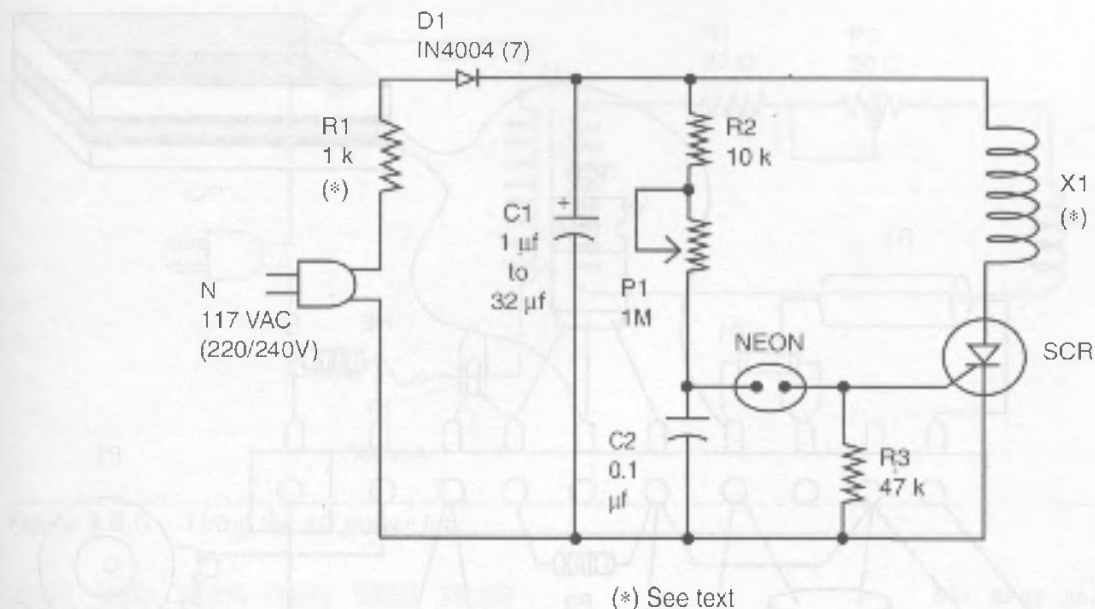 D1
IN4004 (7)
R1
1 k
(*)
C1
+
1 µf
to
32 µf
R2
10 k
P1
1M
X1
(*)
N
117 VAC
(220/240V)
NEON
SCR
C2
0.1
µf
R3
47 k
(*) See text